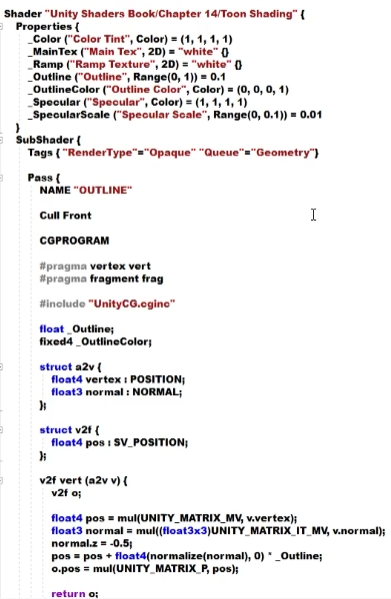 Shader "Unity Shaders Book/Chapter 14/Toon Shading" {
Properties {
_Color ("Color Tint", Color) = (1, 1, 1, 1)
_MainTex ("Main Tex", 2D) = "white" {}
_Ramp ("Ramp Texture", 2D) = "white" {}
_Outline ("Outline", Range(0, 1)) = 0.1
_OutlineColor ("Outline Color", Color) = (0, 0, 0, 1)
_Specular ("Specular", Color) = (1, 1, 1, 1)
_SpecularScale ("Specular Scale", Range(0, 0.1)) = 0.01
}
SubShader {
Tags { "RenderType"="Opaque" "Queue"="Geometry"}
Pass {
NAME "OUTLINE"
Cull Front
CGPROGRAM
#pragma vertex vert
#pragma fragment frag
#include "UnityCG.cginc"
float _Outline;
fixed4 _OutlineColor;
struct a2v {
float4 vertex : POSITION;
float3 normal : NORMAL;
};
struct v2f {
float4 pos : SV_POSITION;
};
v2f vert (a2v v) {
v2f o;
float4 pos = mul(UNITY_MATRIX_MV, v.vertex);
float3 normal = mul((float3x3)UNITY_MATRIX_IT_MV, v.normal);
normal.z = -0.5;
pos = pos + float4(normalize(normal), 0) * _Outline;
o.pos = mul(UNITY_MATRIX_P, pos);
return o;